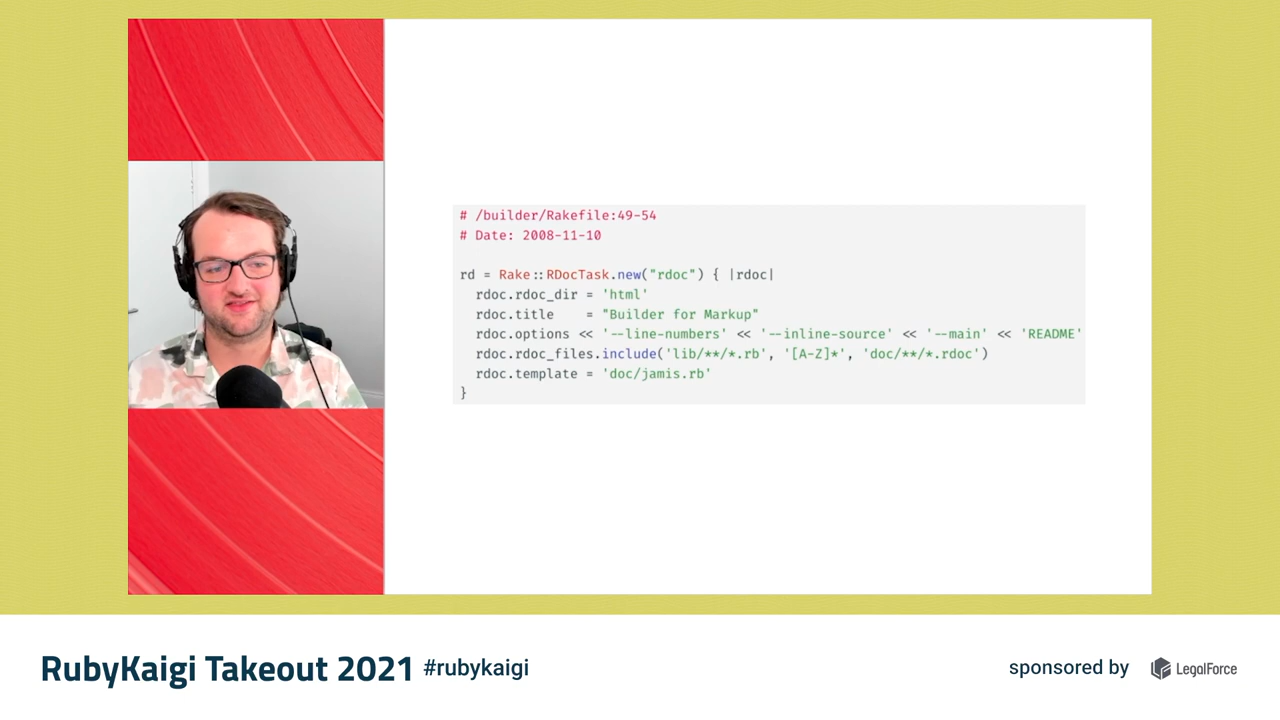 # /builder/Rakefile:49-54
# Date: 2008-11-10
rd = Rake::RDocTask.new("rdoc") { |rdoc|
  rdoc.rdoc_dir = 'html'
  rdoc.title    = "Builder for Markup"
  rdoc.options << '--line-numbers' << '--inline-source' << '--main' << 'README'
  rdoc.rdoc_files.include('lib/**/*.rb', '[A-Z]*', 'doc/**/*.rdoc')
  rdoc.template = 'doc/jamis.rb'
}
RubyKaigi Takeout 2021 #rubykaigi
sponsored by LegalForce